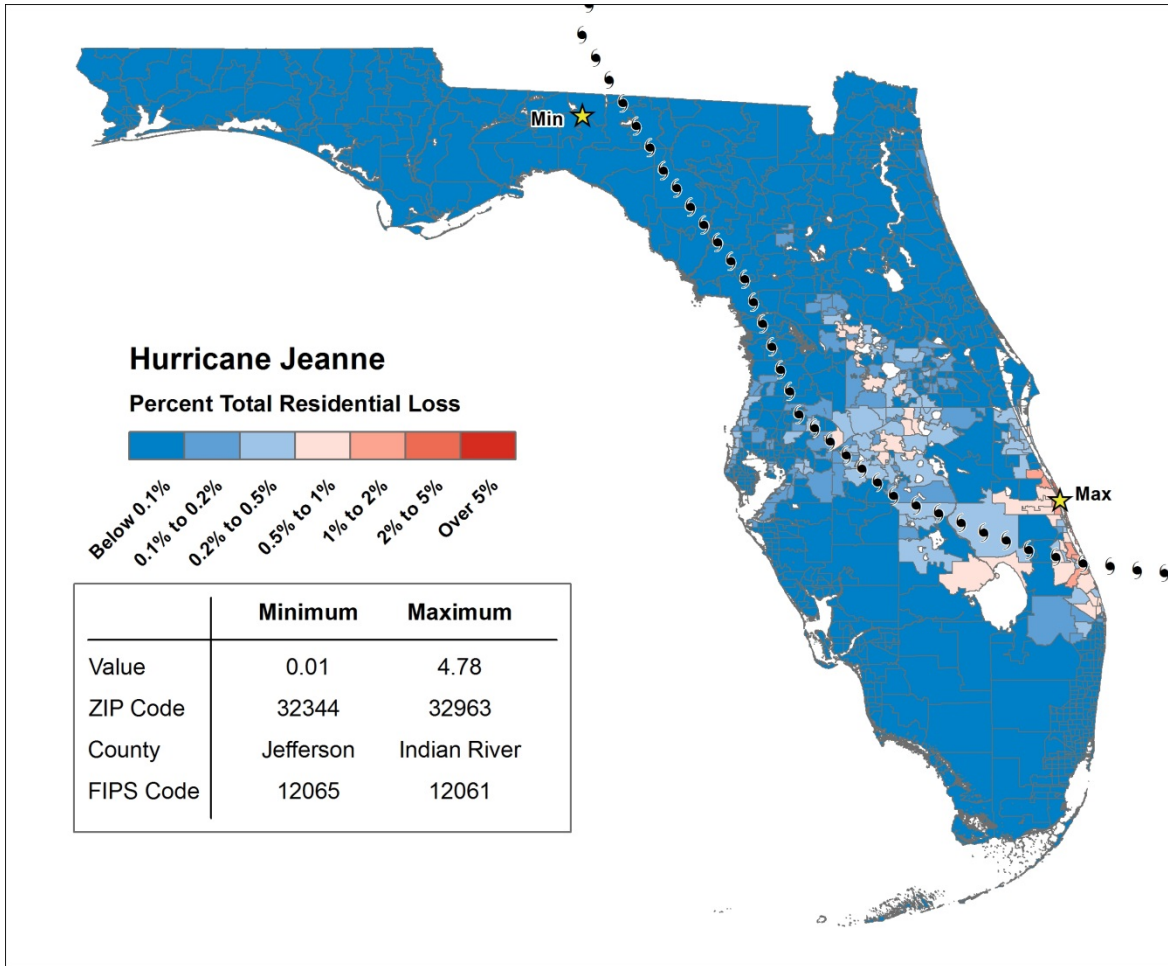 Min
Max
Hurricane Jeanne
Percent Total Residential Loss
Below 0.1%
0.1% to 0.2%
0.2% to 0.5%
0.5% to 1%
1% to 2%
2% to 5%
Over 5%
Minimum Maximum
Value 0.01 4.78
ZIP Code 32344 32963
County Jefferson Indian River
FIPS Code 12065 12061